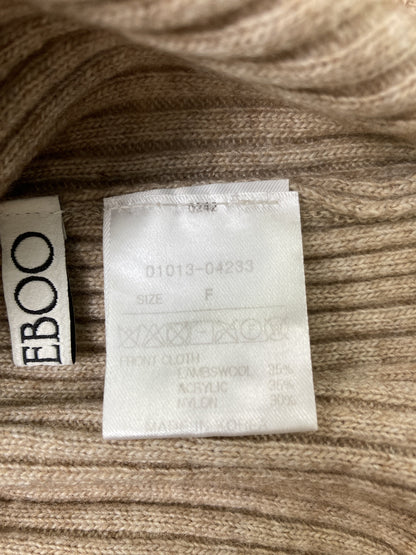 EBOO
0242
01013-04233
SIZE F
FRONT CLOTH
LAMBSWOOL 35%
ACRYLIC 35%
NYLON 30%
MADE IN KOREA